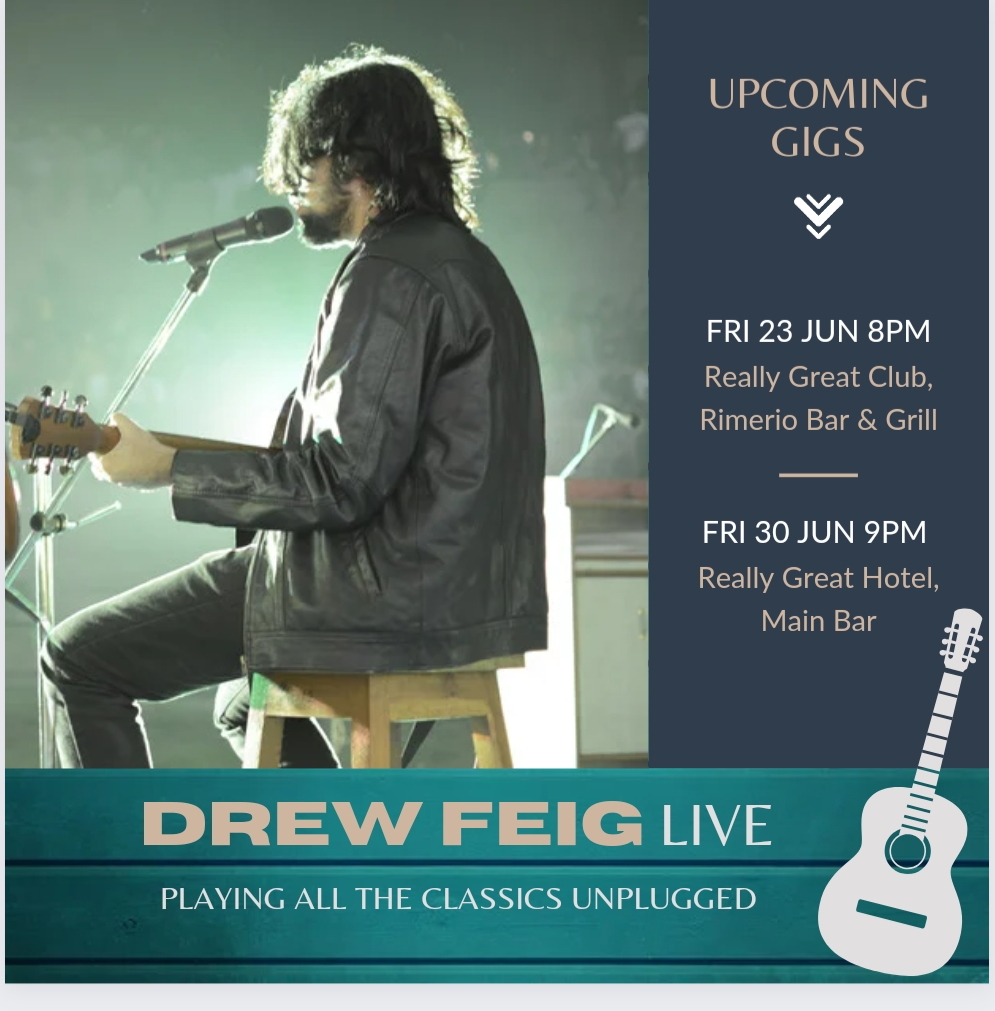 UPCOMING
GIGS
FRI 23 JUN 8PM
Really Great Club,
Rimerio Bar & Grill
FRI 30 JUN 9PM
Really Great Hotel,
Main Bar
DREW FEIG LIVE
PLAYING ALL THE CLASSICS UNPLUGGED